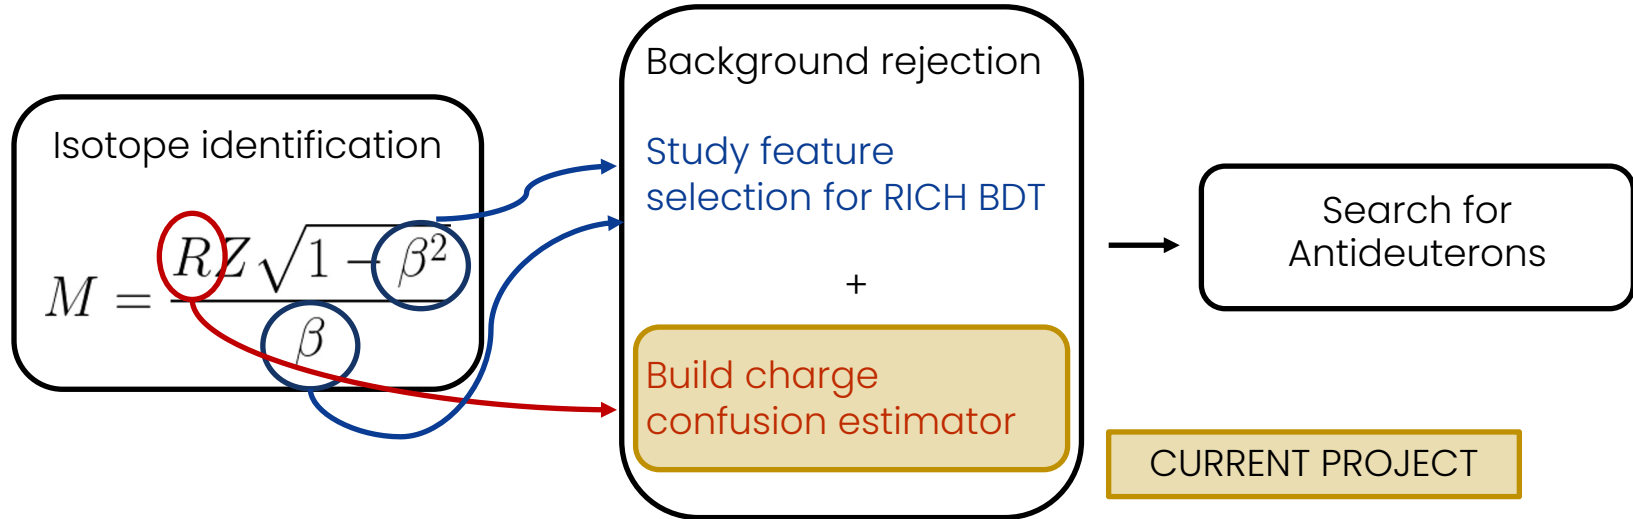 Isotope identification
M = RZ√(1 − β²) / β
Background rejection
Study feature
selection for RICH BDT
+
Build charge
confusion estimator
Search for
Antideuterons
CURRENT PROJECT